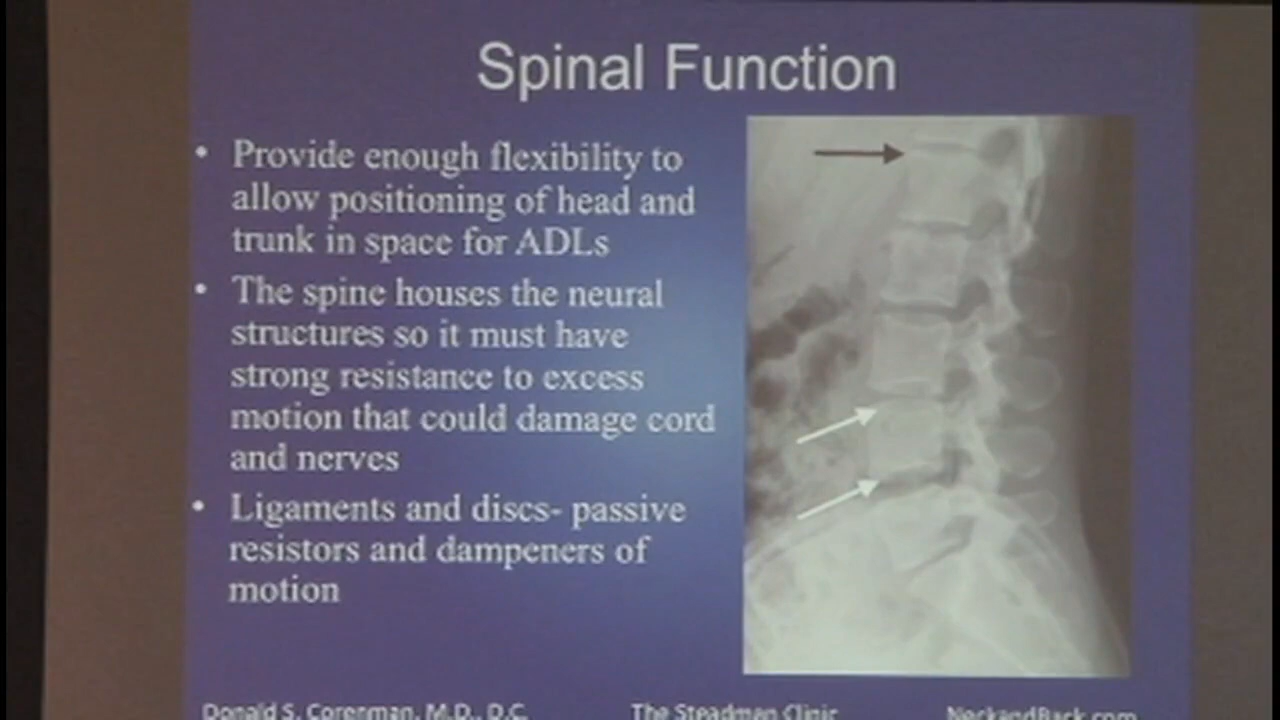 Spinal Function
• Provide enough flexibility to
allow positioning of head and
trunk in space for ADLs
• The spine houses the neural
structures so it must have
strong resistance to excess
motion that could damage cord
and nerves
• Ligaments and discs- passive
resistors and dampeners of
motion
Donald S. Corenman, M.D., D.C. The Steadman Clinic NeckandBack.com